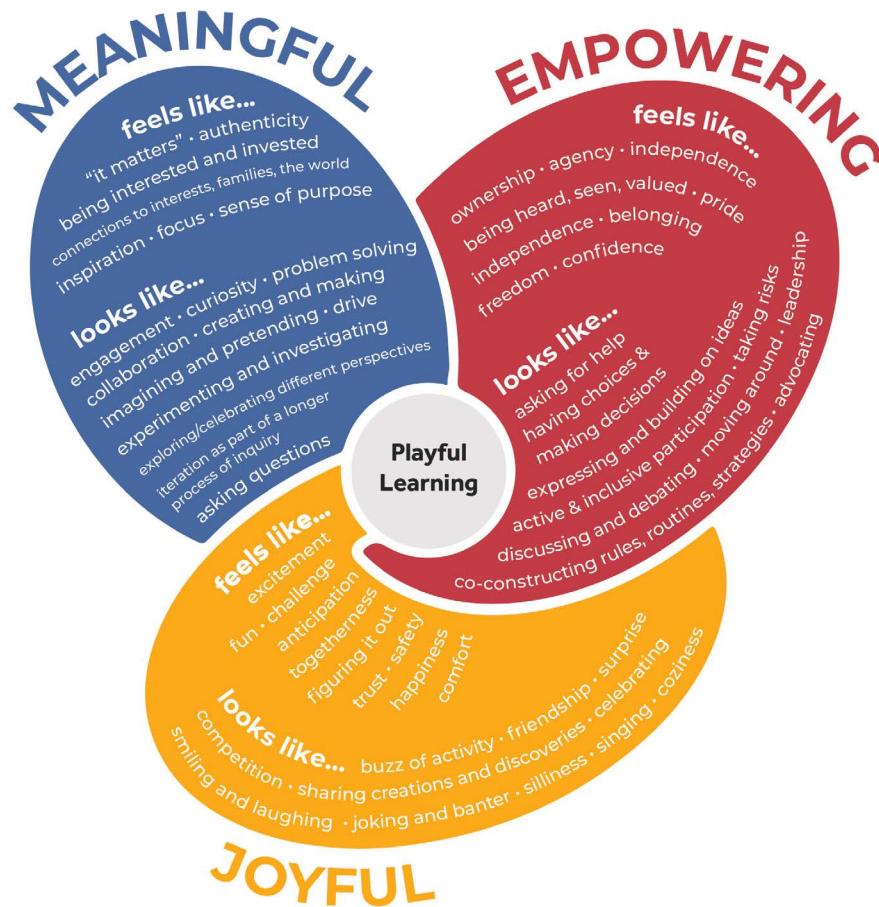 MEANINGFUL
feels like...
“it matters” • authenticity
being interested and invested
connections to interests, families, the world
inspiration • focus • sense of purpose
looks like...
engagement • curiosity • problem solving
collaboration • creating and making
imagining and pretending • drive
experimenting and investigating
exploring/celebrating different perspectives
iteration as part of a longer
process of inquiry
asking questions
EMPOWERING
feels like...
ownership • agency • independence
being heard, seen, valued • pride
independence • belonging
freedom • confidence
looks like...
asking for help
having choices &
making decisions
expressing and building on ideas
active & inclusive participation • taking risks
discussing and debating • moving around • leadership
co-constructing rules, routines, strategies • advocating
Playful
Learning
feels like...
excitement
fun • challenge
anticipation
togetherness
figuring it out
trust • safety
happiness
comfort
looks like...
buzz of activity • friendship • surprise
competition • sharing creations and discoveries • celebrating
smiling and laughing • joking and banter • silliness • singing • coziness
JOYFUL